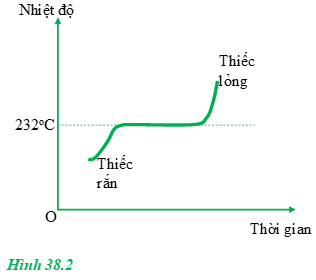 Nhiệt độ
Thiếc
lỏng
232°C
Thiếc
rắn
O
Thời gian
Hình 38.2